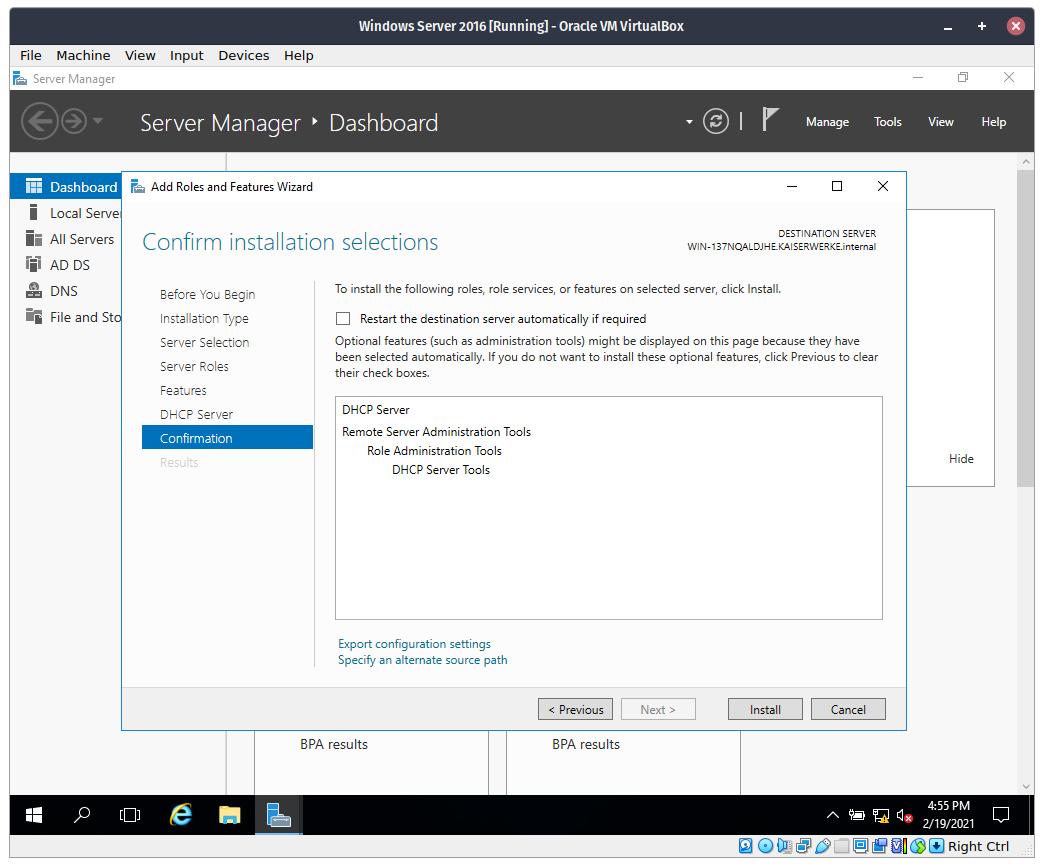 Windows Server 2016 [Running] - Oracle VM VirtualBox
File Machine View Input Devices Help
Server Manager
Server Manager ‣ Dashboard
Manage Tools View Help
Dashboard
Local Server
All Servers
AD DS
DNS
File and Sto
Add Roles and Features Wizard
Confirm installation selections
DESTINATION SERVER
WIN-137NQALDJHE.KAISERWERKE.internal
Before You Begin
Installation Type
Server Selection
Server Roles
Features
DHCP Server
Confirmation
Results
To install the following roles, role services, or features on selected server, click Install.
Restart the destination server automatically if required
Optional features (such as administration tools) might be displayed on this page because they have
been selected automatically. If you do not want to install these optional features, click Previous to clear
their check boxes.
DHCP Server
Remote Server Administration Tools
Role Administration Tools
DHCP Server Tools
Export configuration settings
Specify an alternate source path
< Previous Next > Install Cancel
Hide
BPA results BPA results
4:55 PM
2/19/2021
Right Ctrl